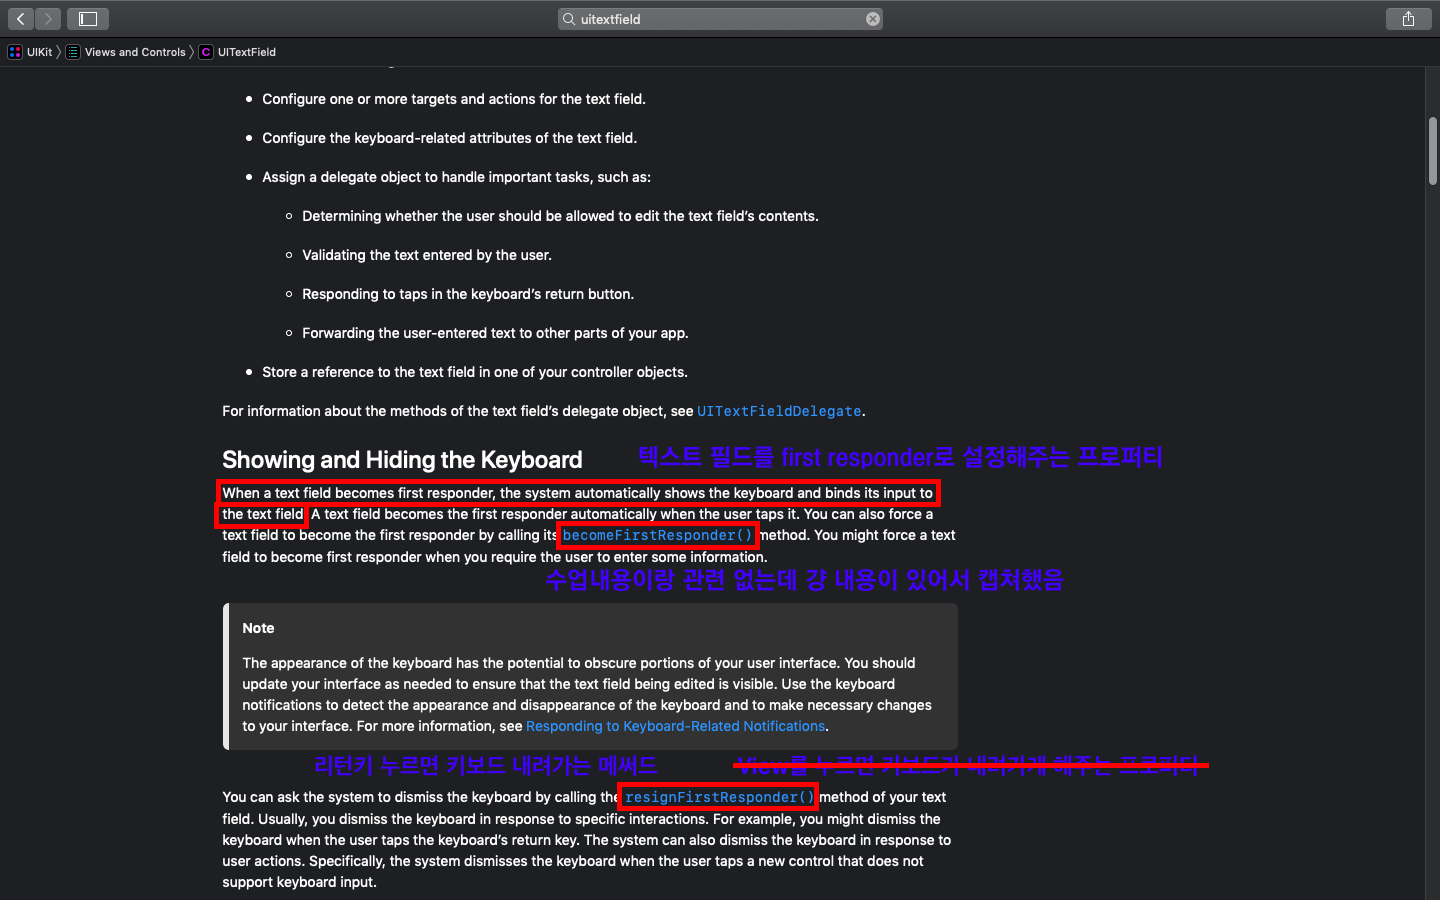 uitextfield
UIKit
Views and Controls
C
UITextField
Configure one or more targets and actions for the text field.
Configure the keyboard-related attributes of the text field.
Assign a delegate object to handle important tasks, such as:
Determining whether the user should be allowed to edit the text field’s contents.
Validating the text entered by the user.
Responding to taps in the keyboard’s return button.
Forwarding the user-entered text to other parts of your app.
Store a reference to the text field in one of your controller objects.
For information about the methods of the text field’s delegate object, see UITextFieldDelegate.
Showing and Hiding the Keyboard
텍스트 필드를 first responder로 설정해주는 프로퍼티
When a text field becomes first responder, the system automatically shows the keyboard and binds its input to
the text field. A text field becomes the first responder automatically when the user taps it. You can also force a
text field to become the first responder by calling its becomeFirstResponder() method. You might force a text
field to become first responder when you require the user to enter some information.
수업내용이랑 관련 없는데 걍 내용이 있어서 캡쳐했음
Note
The appearance of the keyboard has the potential to obscure portions of your user interface. You should
update your interface as needed to ensure that the text field being edited is visible. Use the keyboard
notifications to detect the appearance and disappearance of the keyboard and to make necessary changes
to your interface. For more information, see Responding to Keyboard-Related Notifications.
리턴키 누르면 키보드 내려가는 메써드
View를 누르면 키보드가 내려가게 해주는 프로퍼티
You can ask the system to dismiss the keyboard by calling the resignFirstResponder() method of your text
field. Usually, you dismiss the keyboard in response to specific interactions. For example, you might dismiss the
keyboard when the user taps the keyboard’s return key. The system can also dismiss the keyboard in response to
user actions. Specifically, the system dismisses the keyboard when the user taps a new control that does not
support keyboard input.